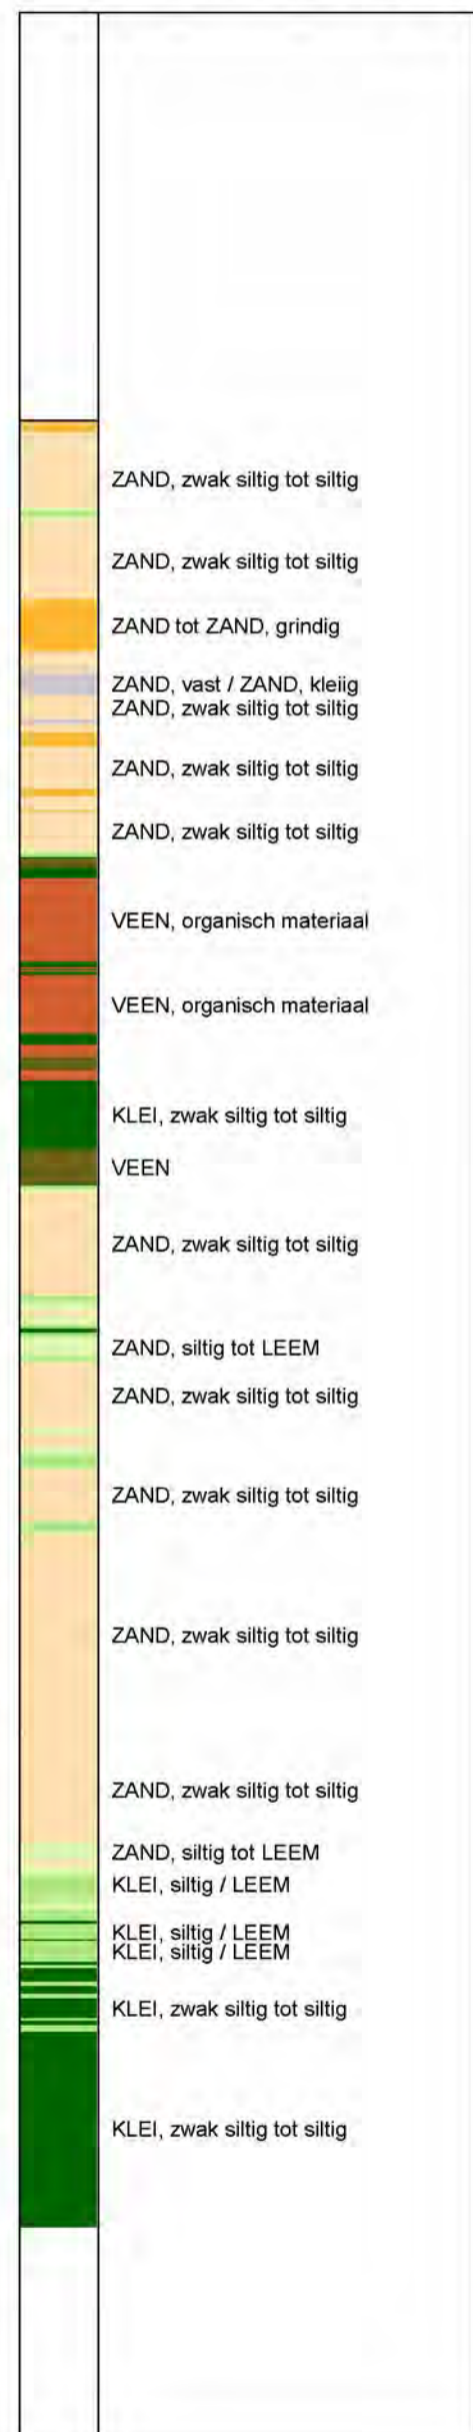 ZAND, zwak siltig tot siltig
ZAND, zwak siltig tot siltig
ZAND tot ZAND, grindig
ZAND, vast / ZAND, kleiig
ZAND, zwak siltig tot siltig
ZAND, zwak siltig tot siltig
ZAND, zwak siltig tot siltig
VEEN, organisch materiaal
VEEN, organisch materiaal
KLEI, zwak siltig tot siltig
VEEN
ZAND, zwak siltig tot siltig
ZAND, siltig tot LEEM
ZAND, zwak siltig tot siltig
ZAND, zwak siltig tot siltig
ZAND, zwak siltig tot siltig
ZAND, zwak siltig tot siltig
ZAND, siltig tot LEEM
KLEI, siltig / LEEM
KLEI, siltig / LEEM
KLEI, siltig / LEEM
KLEI, zwak siltig tot siltig
KLEI, zwak siltig tot siltig